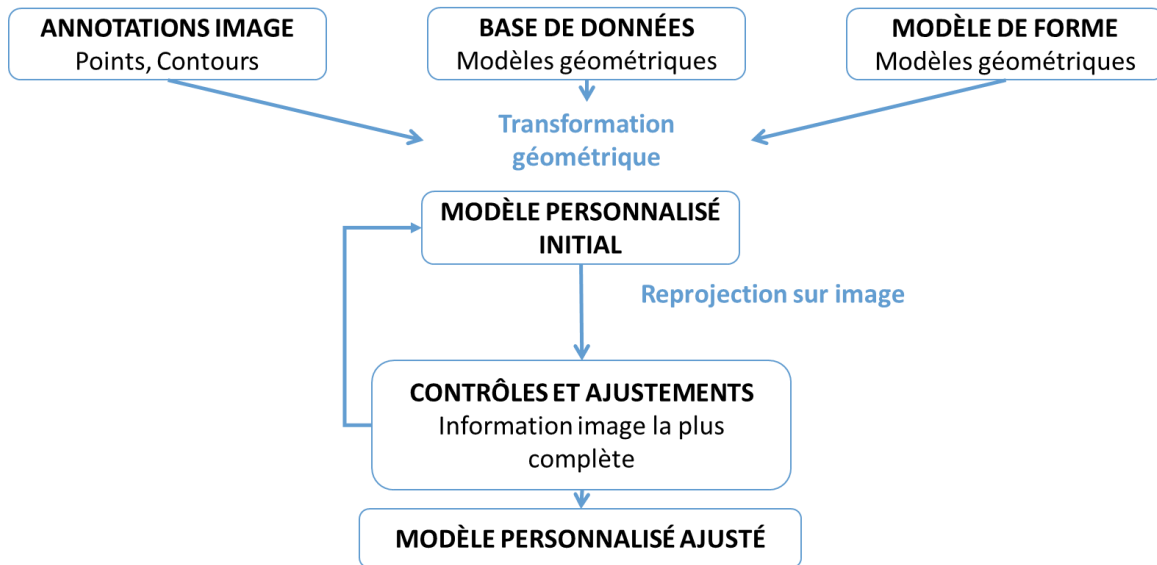 ANNOTATIONS IMAGE
Points, Contours
BASE DE DONNÉES
Modèles géométriques
MODÈLE DE FORME
Modèles géométriques
Transformation
géométrique
MODÈLE PERSONNALISÉ
INITIAL
Reprojection sur image
CONTRÔLES ET AJUSTEMENTS
Information image la plus
complète
MODÈLE PERSONNALISÉ AJUSTÉ